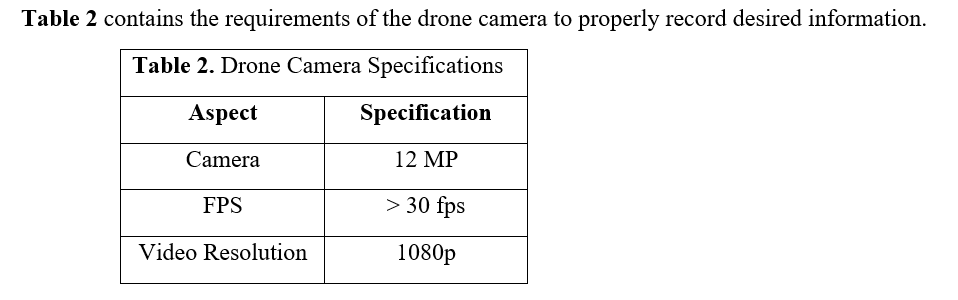 Table 2 contains the requirements of the drone camera to properly record desired information.
Table 2. Drone Camera Specifications
Aspect Specification
Camera 12 MP
FPS > 30 fps
Video Resolution 1080p